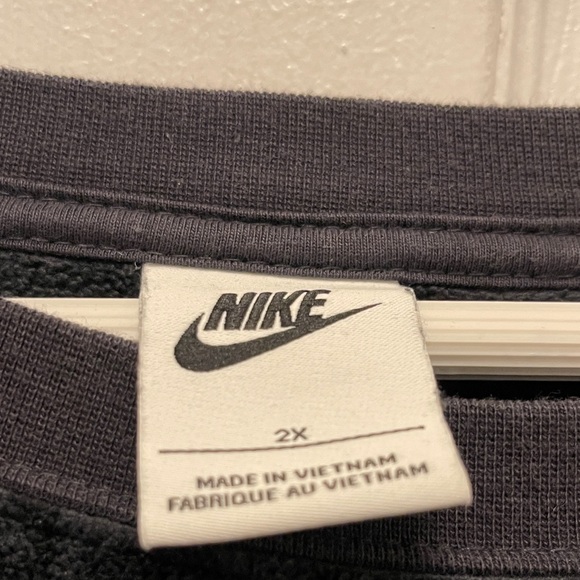 NIKE
2X
MADE IN VIETNAM
FABRIQUE AU VIETNAM